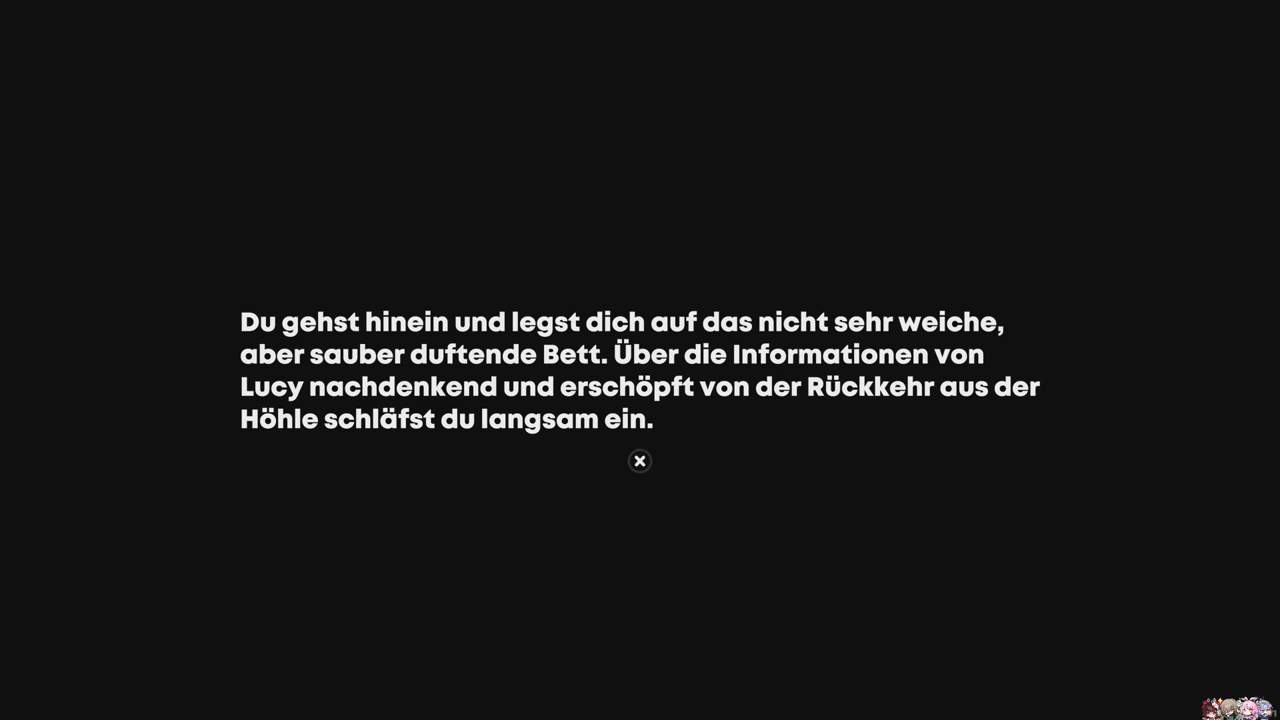 Du gehst hinein und legst dich auf das nicht sehr weiche,
aber sauber duftende Bett. Über die Informationen von
Lucy nachdenkend und erschöpft von der Rückkehr aus der
Höhle schläfst du langsam ein.